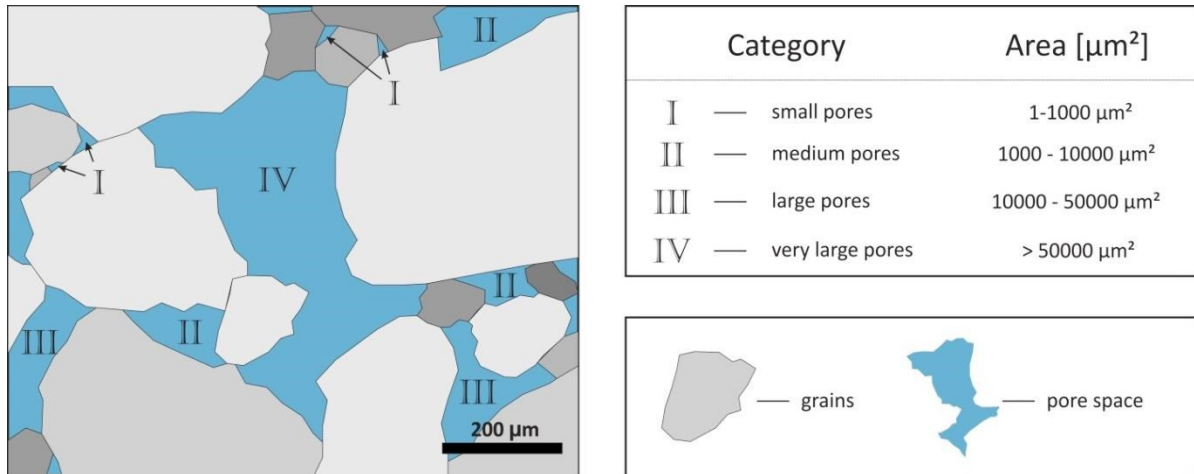 II
I
I
IV
II
III
II
III
200 µm
Category Area [µm²]
I — small pores 1-1000 µm²
II — medium pores 1000 - 10000 µm²
III — large pores 10000 - 50000 µm²
IV — very large pores > 50000 µm²
grains
pore space